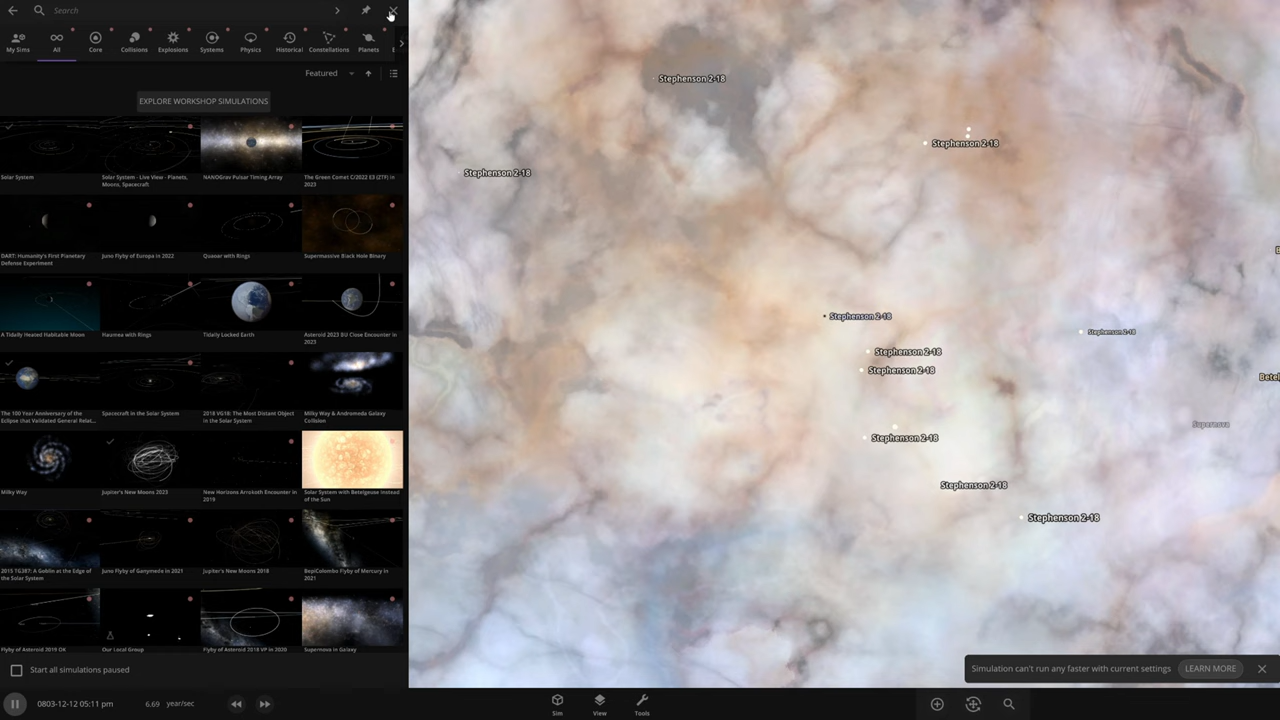 Search
My Sims
All
Core
Collisions
Explosions
Systems
Physics
Historical
Constellations
Planets
Featured
EXPLORE WORKSHOP SIMULATIONS
Solar System
Solar System - Live View - Planets,
Moons, Spacecraft
NANOGrav Pulsar Timing Array
The Green Comet C/2022 E3 (ZTF) in
2023
DART: Humanity's First Planetary
Defense Experiment
Juno Flyby of Europa in 2022
Quaoar with Rings
Supermassive Black Hole Binary
A Tidally Heated Habitable Moon
Haumea with Rings
Tidally Locked Earth
Asteroid 2023 BU Close Encounter in
2023
The 100 Year Anniversary of the
Eclipse that Validated General Relat...
Spacecraft in the Solar System
2018 VG18: The Most Distant Object
in the Solar System
Milky Way & Andromeda Galaxy
Collision
Milky Way
Jupiter's New Moons 2023
New Horizons Arrokoth Encounter in
2019
Solar System with Betelgeuse Instead
of the Sun
2015 TG387: A Goblin at the Edge of
the Solar System
Juno Flyby of Ganymede in 2021
Jupiter's New Moons 2018
BepiColombo Flyby of Mercury in
2021
Flyby of Asteroid 2019 OK
Our Local Group
Flyby of Asteroid 2018 VP in 2020
Supernova in Galaxy
Start all simulations paused
Stephenson 2-18
Stephenson 2-18
Stephenson 2-18
Stephenson 2-18
Stephenson 2-18
Stephenson 2-18
Stephenson 2-18
Betel
Supernova
Stephenson 2-18
Stephenson 2-18
Stephenson 2-18
Simulation can't run any faster with current settings
LEARN MORE
0803-12-12 05:11 pm
6.69 year/sec
Sim
View
Tools